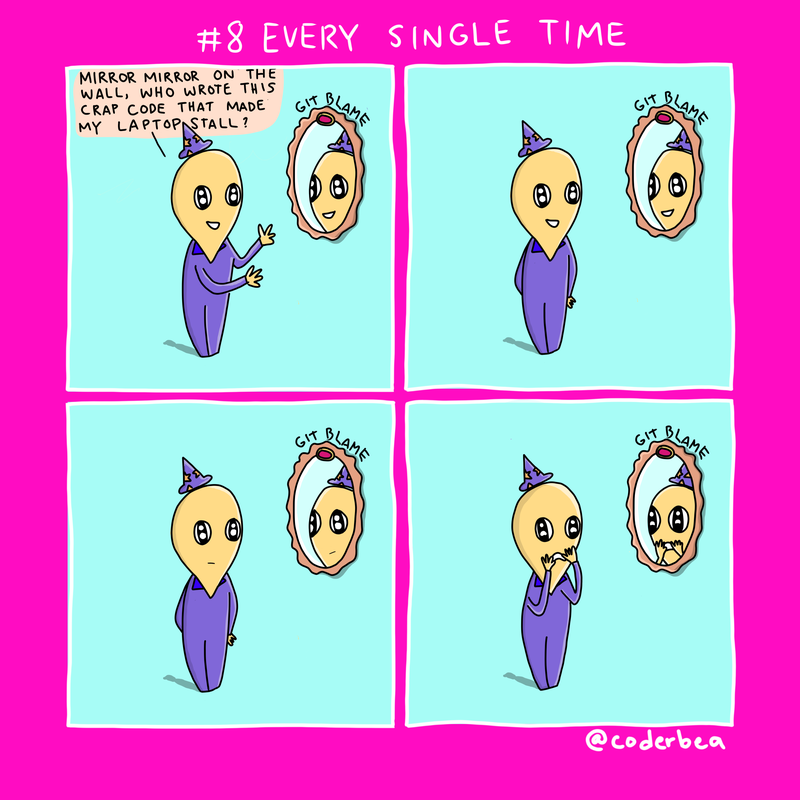 #8 EVERY SINGLE TIME
MIRROR MIRROR ON THE
WALL, WHO WROTE THIS
CRAP CODE THAT MADE
MY LAPTOP STALL?
GIT BLAME
GIT BLAME
GIT BLAME
GIT BLAME
@coderbea